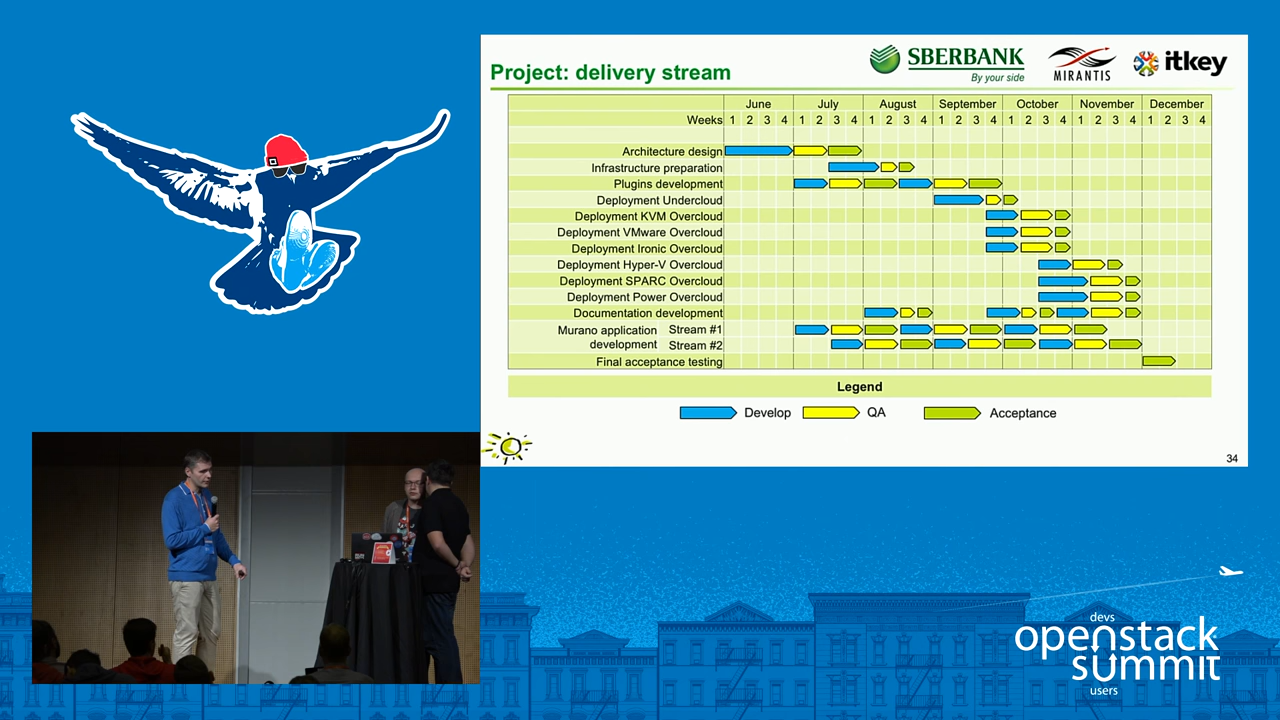 Project: delivery stream
SBERBANK
By your side
MIRANTIS
itkey
June July August September October November December
Weeks 1 2 3 4 1 2 3 4 1 2 3 4 1 2 3 4 1 2 3 4 1 2 3 4 1 2 3 4
Architecture design
Infrastructure preparation
Plugins development
Deployment Undercloud
Deployment KVM Overcloud
Deployment VMware Overcloud
Deployment Ironic Overcloud
Deployment Hyper-V Overcloud
Deployment SPARC Overcloud
Deployment Power Overcloud
Documentation development
Murano application Stream #1
development Stream #2
Final acceptance testing
Legend
Develop QA Acceptance
34
devs
openstack
summit
users